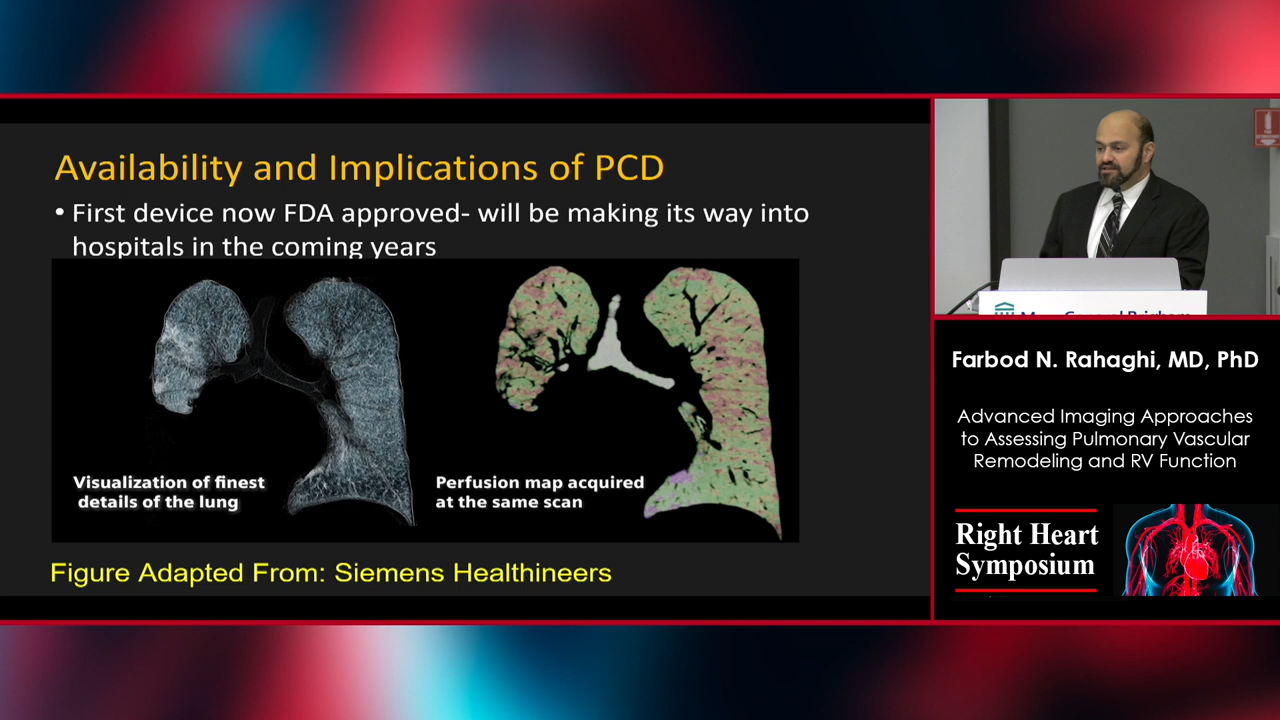 Availability and Implications of PCD
• First device now FDA approved- will be making its way into
hospitals in the coming years
Visualization of finest
details of the lung
Perfusion map acquired
at the same scan
Figure Adapted From: Siemens Healthineers
Farbod N. Rahaghi, MD, PhD
Advanced Imaging Approaches
to Assessing Pulmonary Vascular
Remodeling and RV Function
Right Heart
Symposium